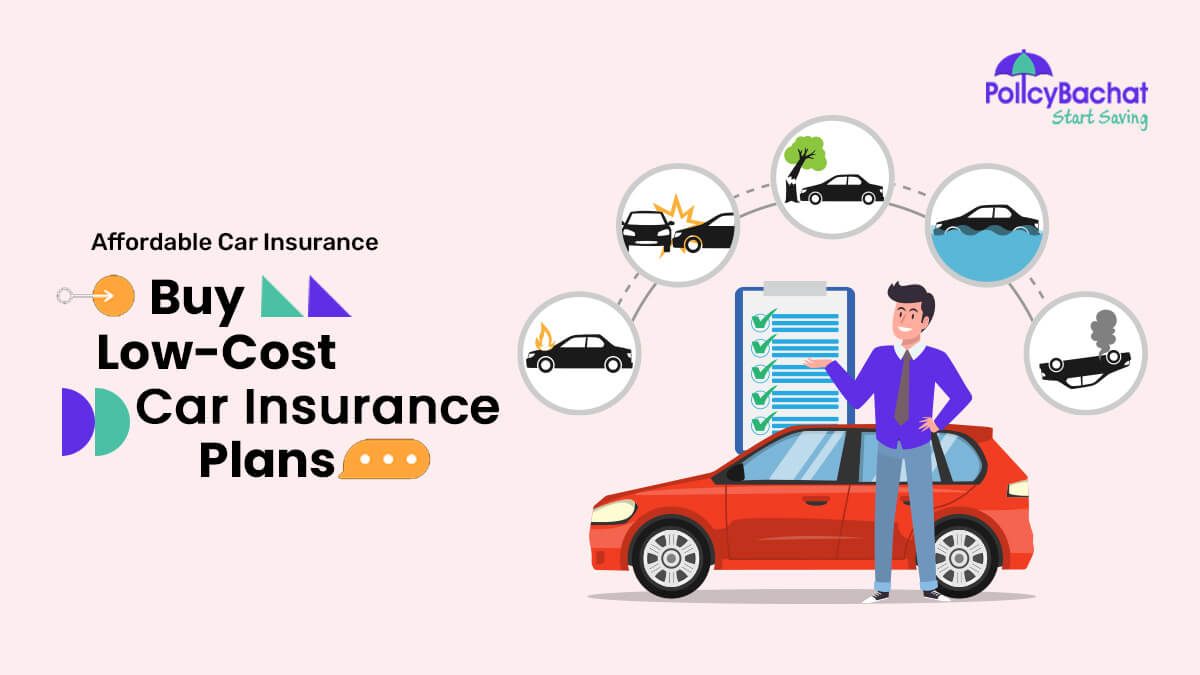 PolicyBachat
Start Saving
Affordable Car Insurance
Buy
Low-Cost
Car Insurance
Plans